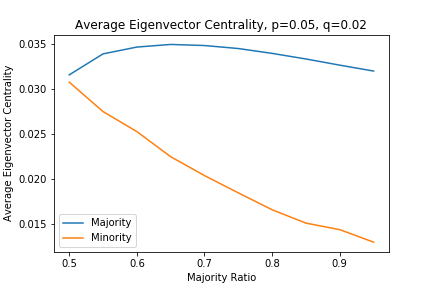 Average Eigenvector Centrality, p=0.05, q=0.02
Average Eigenvector Centrality
0.035
0.030
0.025
0.020
0.015
Majority
Minority
0.5 0.6 0.7 0.8 0.9
Majority Ratio